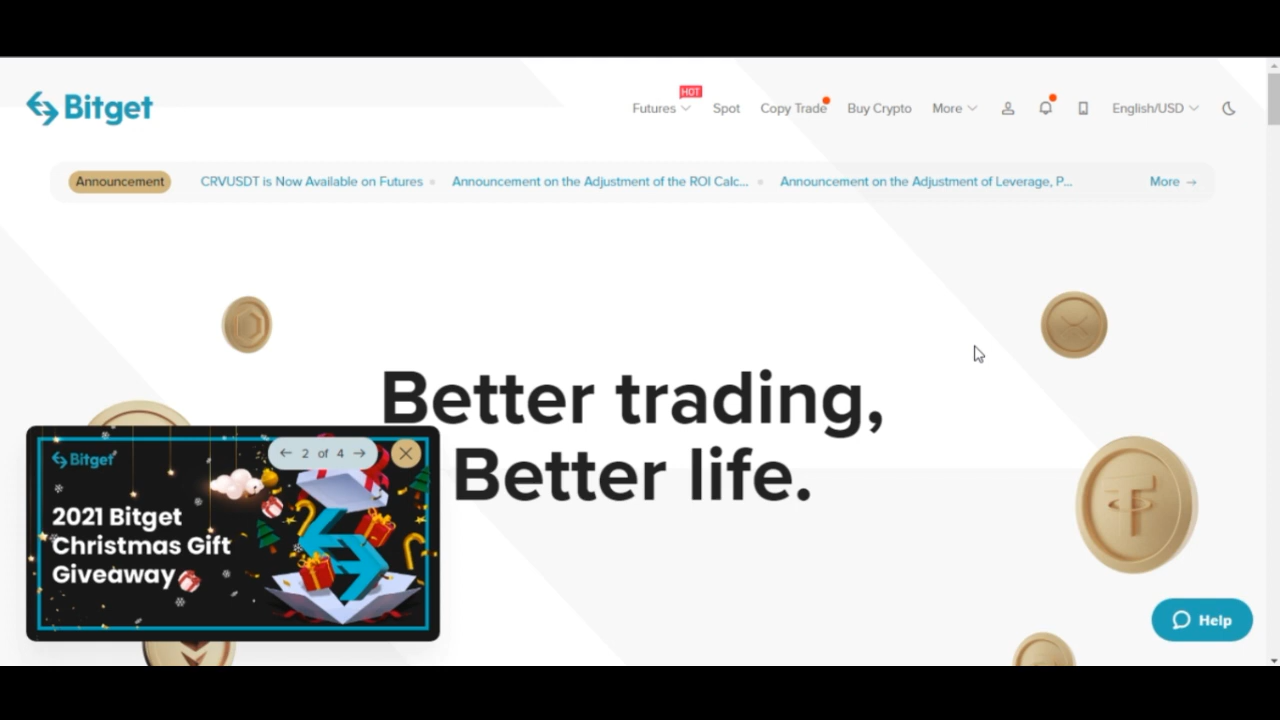 HOT
Bitget
Futures Spot Copy Trade Buy Crypto More English/USD
Announcement CRVUSDT is Now Available on Futures Announcement on the Adjustment of the ROI Calc... Announcement on the Adjustment of Leverage, P... More →
Better trading,
Better life.
← 2 of 4 →
Bitget
2021 Bitget
Christmas Gift
Giveaway
Help